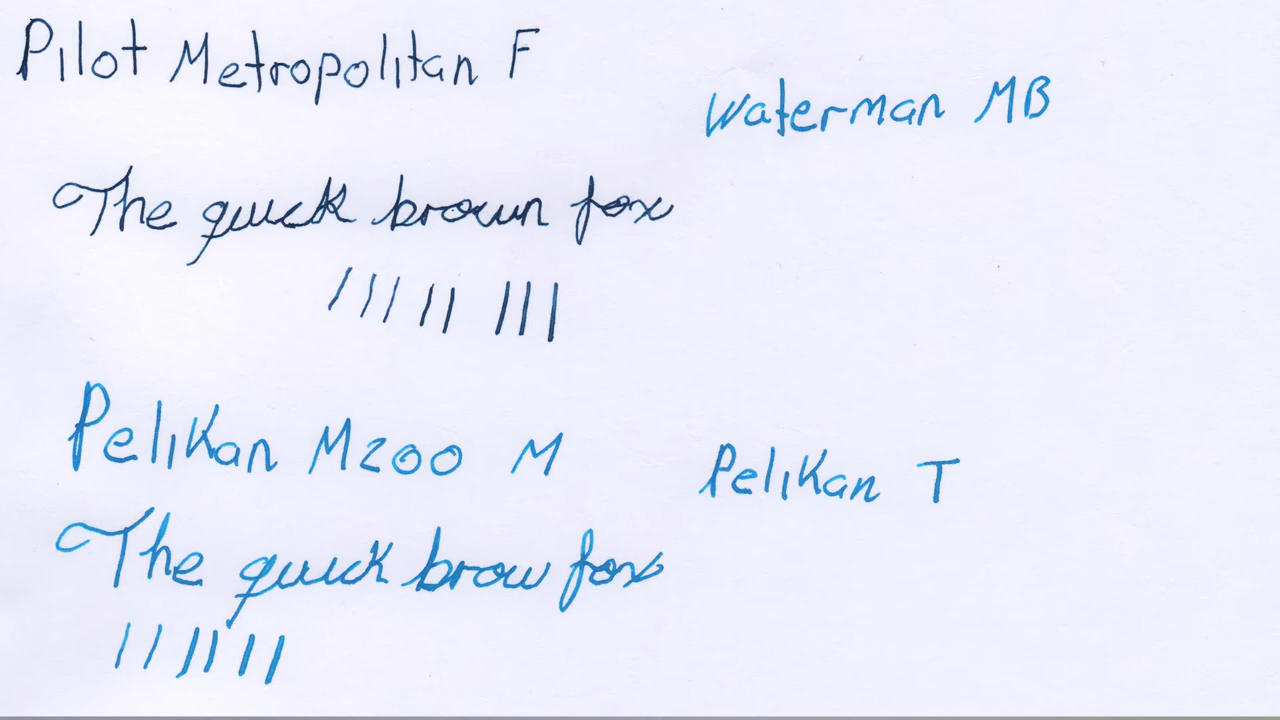 Pilot Metropolitan F
Waterman MB
The quick brown fox
Pelikan M200 M
Pelikan T
The quick brow fox